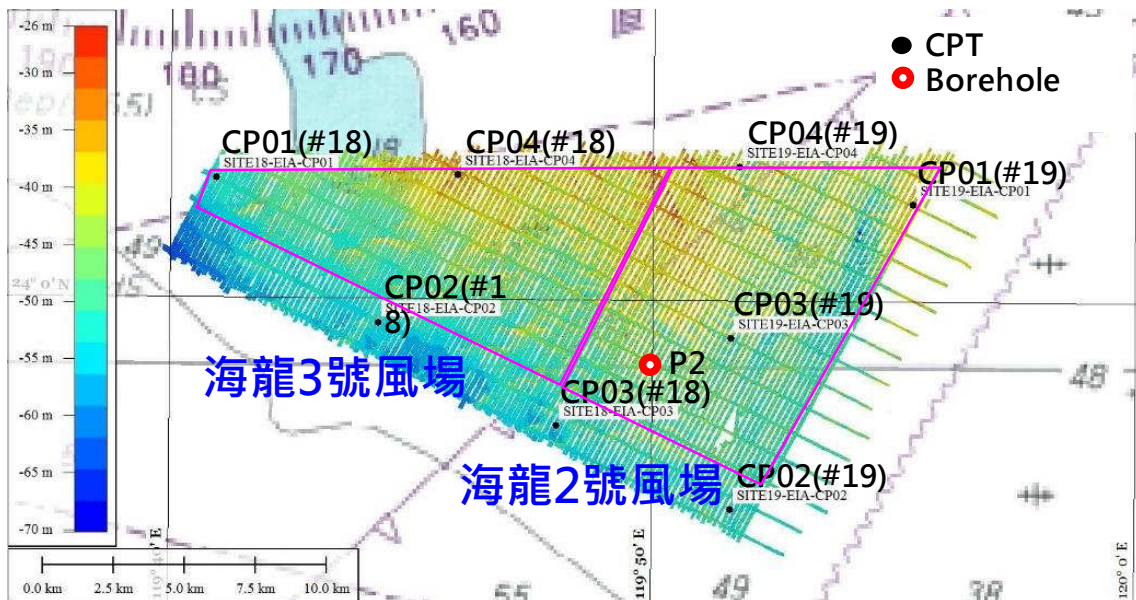 -26 m
-30 m
-35 m
-40 m
-45 m
-50 m
-55 m
-60 m
-65 m
-70 m
160
170
180
CPT
Borehole
CP01(#18)
SITE18-EIA-CP01
CP04(#18)
SITE18-EIA-CP04
CP04(#19)
SITE19-EIA-CP04
CP01(#19)
SITE19-EIA-CP01
49
24° 0' N
CP02(#1
8)
SITE18-EIA-CP02
CP03(#19)
SITE19-EIA-CP03
P2
海龍3號風場
CP03(#18)
SITE18-EIA-CP03
48
海龍2號風場
CP02(#19)
SITE19-EIA-CP02
119° 40' E
119° 50' E
120° 0' E
0.0 km
2.5 km
5.0 km
7.5 km
10.0 km
55
49
38